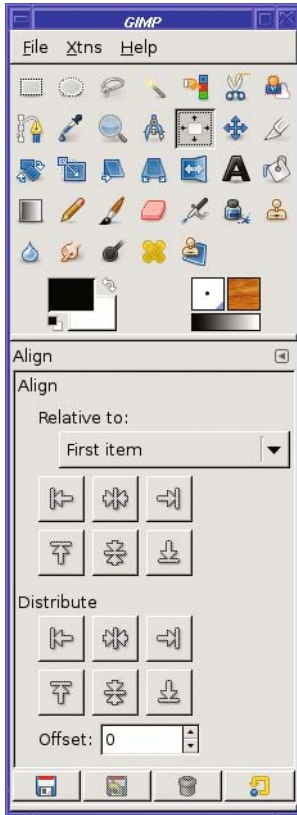 GIMP
File Xtns Help
Align
Align
Relative to:
First item
Distribute
Offset: 0